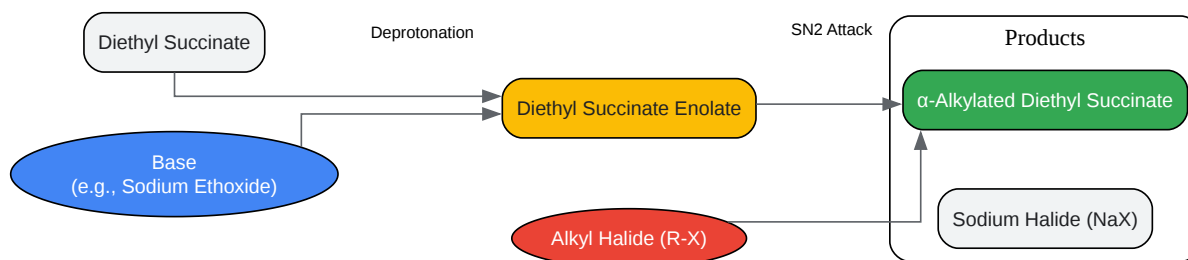 Diethyl Succinate
Deprotonation
SN2 Attack
Products
Diethyl Succinate Enolate
α-Alkylated Diethyl Succinate
Base
(e.g., Sodium Ethoxide)
Alkyl Halide (R-X)
Sodium Halide (NaX)